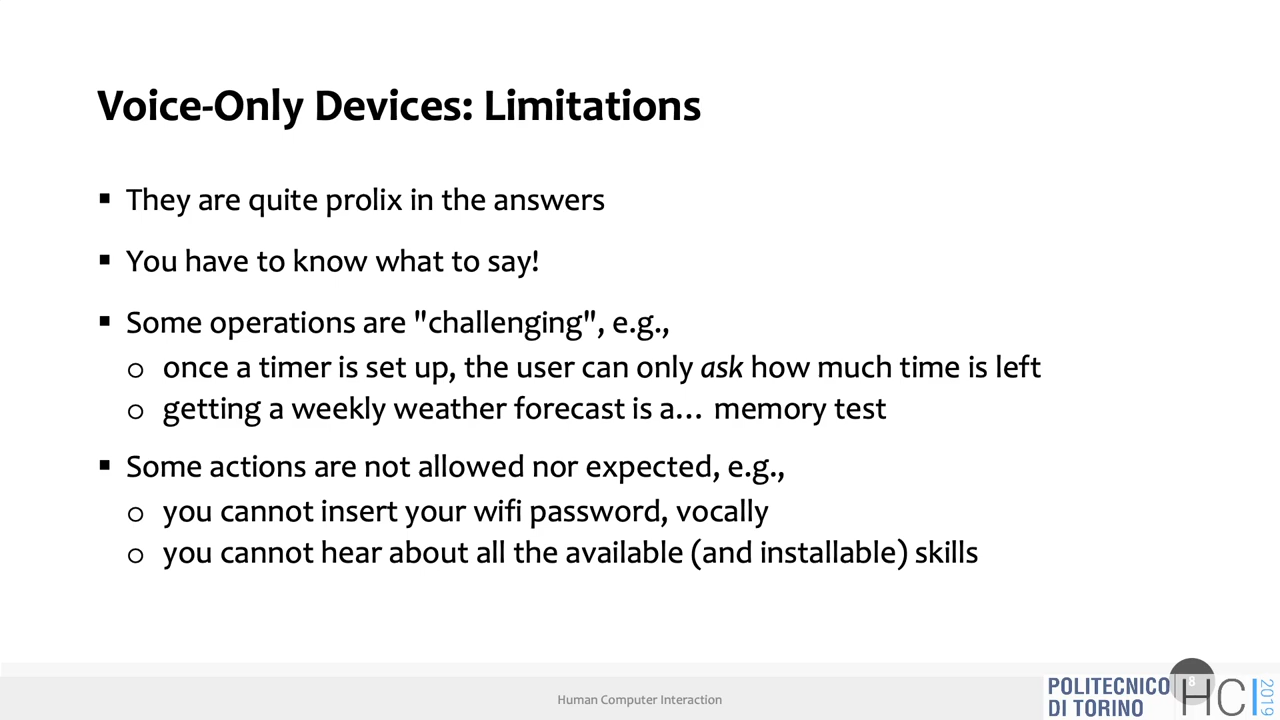 Voice-Only Devices: Limitations
▪ They are quite prolix in the answers
▪ You have to know what to say!
▪ Some operations are "challenging", e.g.,
o once a timer is set up, the user can only ask how much time is left
o getting a weekly weather forecast is a… memory test
▪ Some actions are not allowed nor expected, e.g.,
o you cannot insert your wifi password, vocally
o you cannot hear about all the available (and installable) skills
Human Computer Interaction
POLITECNICO
DI TORINO
8
HCI
2019